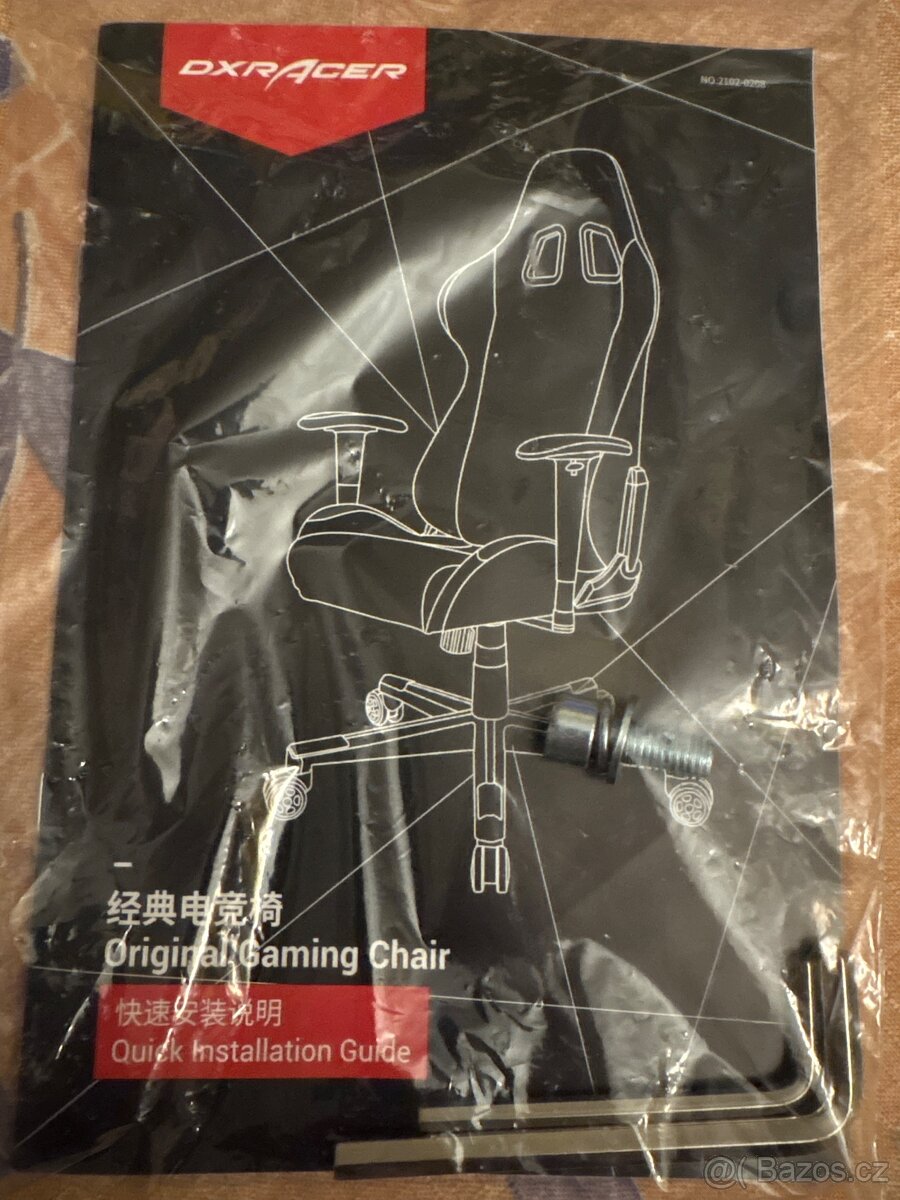 DXRACER
NO.2102-0208
经典电竞椅
Original Gaming Chair
快速安装说明
Quick Installation Guide
@( Bazos.cz